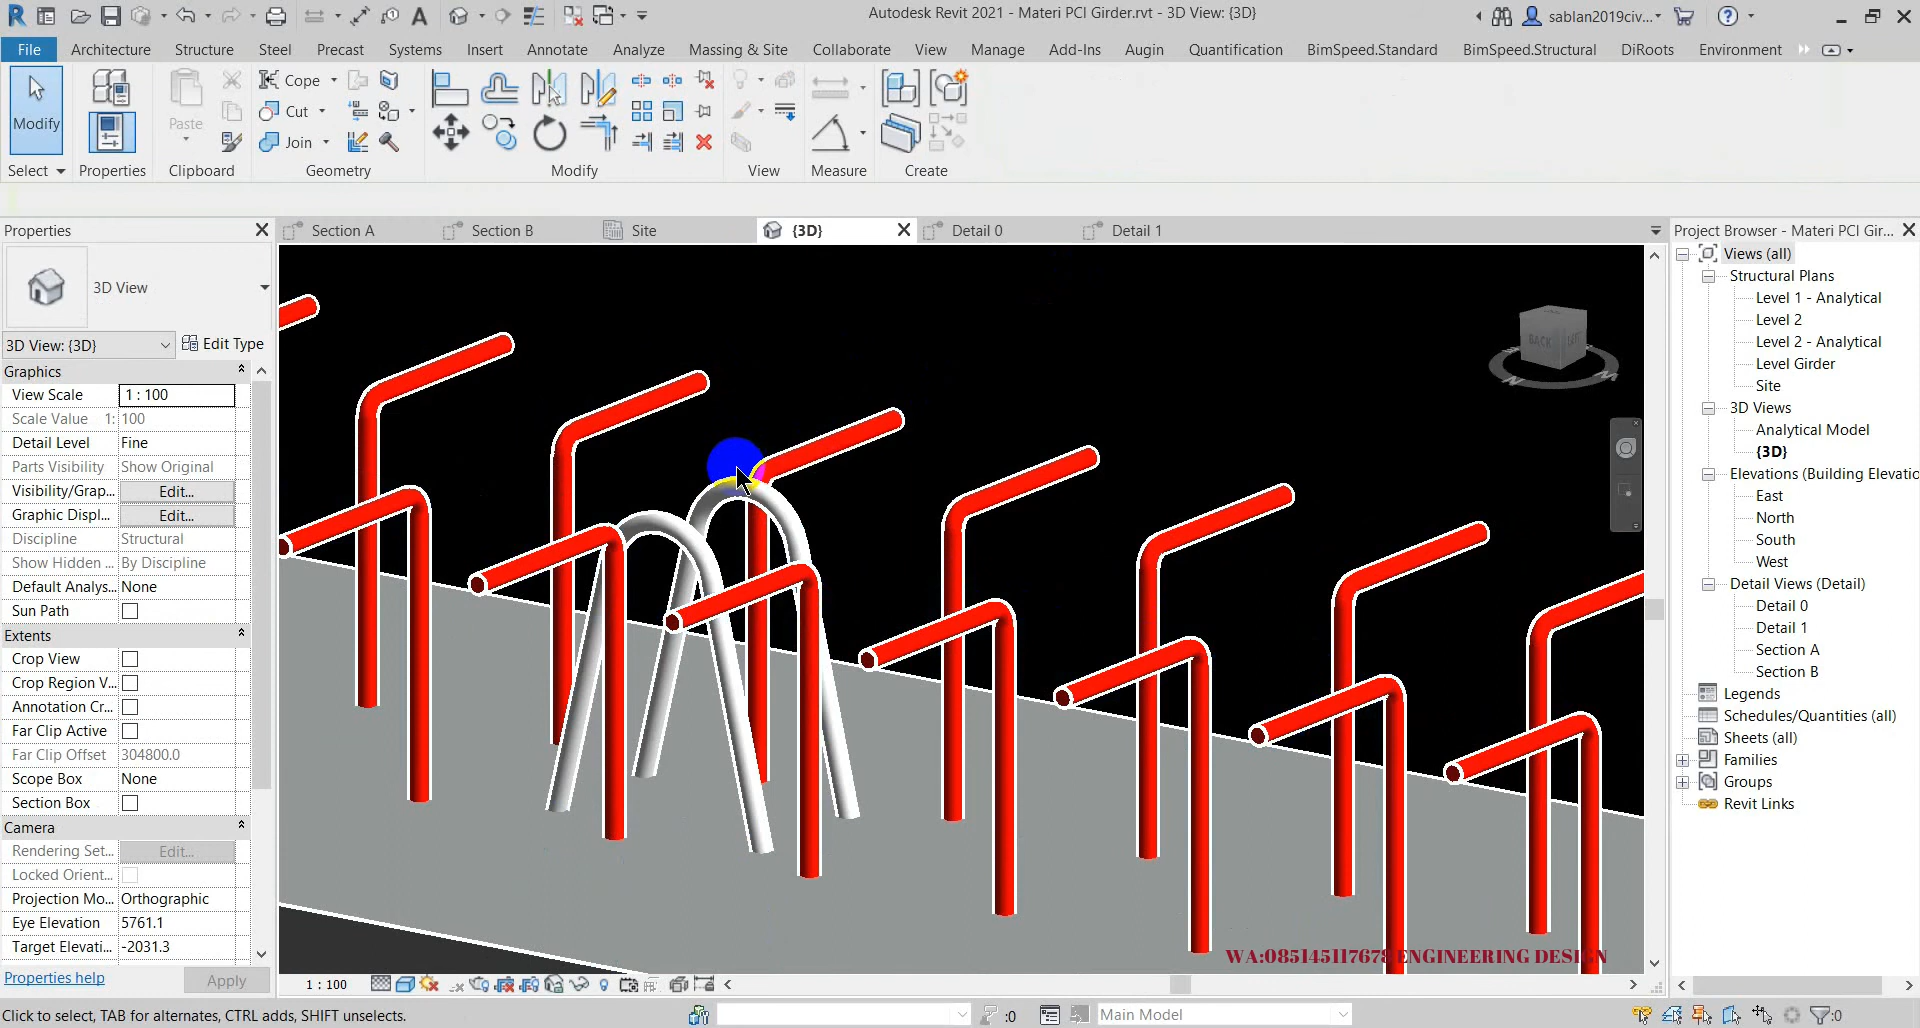 Autodesk Revit 2021 - Materi PCI Girder.rvt - 3D View: {3D}
sablan2019civ...
File Architecture Structure Steel Precast Systems Insert Annotate Analyze Massing & Site Collaborate View Manage Add-Ins Augin Quantification BimSpeed.Standard BimSpeed.Structural DiRoots Environment
Modify
Paste
Cope
Cut
Join
Select Properties Clipboard Geometry Modify View Measure Create
Properties
Section A
Section B
Site
{3D}
Detail 0
Detail 1
Project Browser - Materi PCI Gir...
3D View
3D View: {3D}
Edit Type
Graphics
View Scale 1 : 100
Scale Value 1: 100
Detail Level Fine
Parts Visibility Show Original
Visibility/Grap... Edit...
Graphic Displ... Edit...
Discipline Structural
Show Hidden ... By Discipline
Default Analys... None
Sun Path
Extents
Crop View
Crop Region V...
Annotation Cr...
Far Clip Active
Far Clip Offset 304800.0
Scope Box None
Section Box
Camera
Rendering Set... Edit...
Locked Orient...
Projection Mo... Orthographic
Eye Elevation 5761.1
Target Elevati... -2031.3
Properties help
Apply
BACK LEFT
WA:085145117678 ENGINEERING DESIGN
Views (all)
Structural Plans
Level 1 - Analytical
Level 2
Level 2 - Analytical
Level Girder
Site
3D Views
Analytical Model
{3D}
Elevations (Building Elevatio
East
North
South
West
Detail Views (Detail)
Detail 0
Detail 1
Section A
Section B
Legends
Schedules/Quantities (all)
Sheets (all)
Families
Groups
Revit Links
1 : 100
Click to select, TAB for alternates, CTRL adds, SHIFT unselects.
:0
Main Model
:0